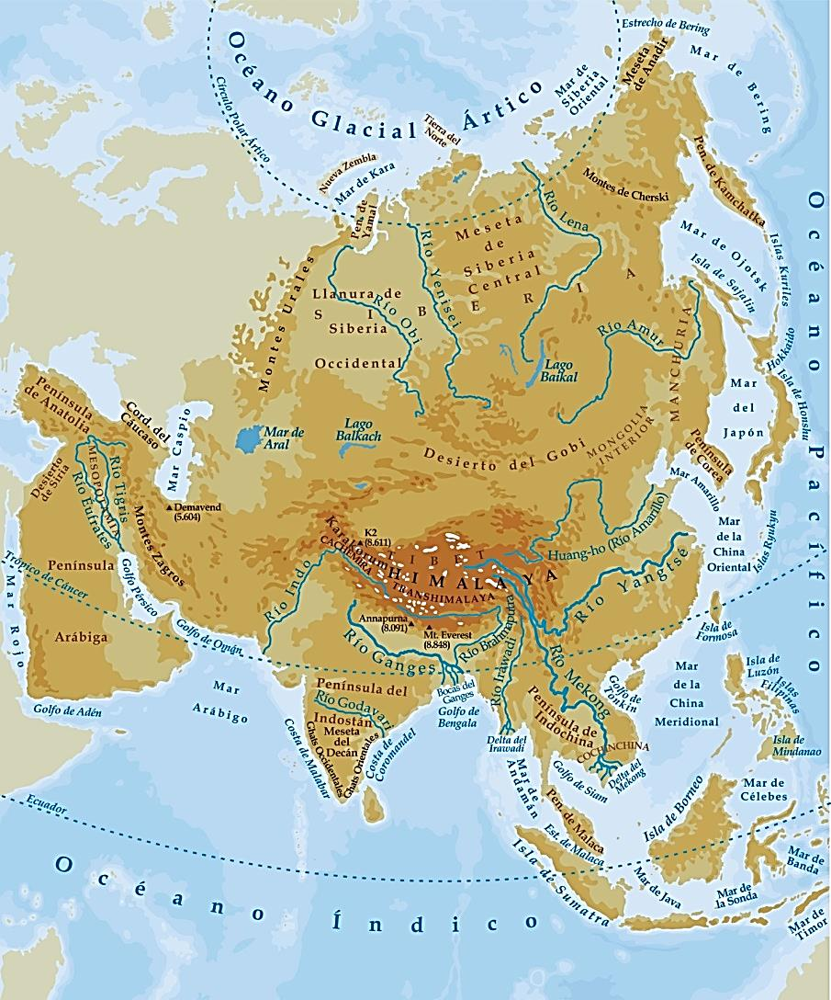 Estrecho de Bering
Mar de Bering
Meseta
de Anadir
Océano Glacial Ártico
Mar de
Siberia
Oriental
Círculo Polar Ártico
Tierra del
Norte
Nueva Zembla
Mar de Kara
Pen. de
Yamal
Montes de Cherski
Pen. de Kamchatka
Río Lena
Río Yenisei
Meseta
de
Siberia
Central
Mar de Ojotsk
Islas Kuriles
Isla de Sajalin
Océano Pacífico
Montes Urales
Llanura de
Siberia
Occidental
S I B E R I A
Río Obi
Río Amur
MANCHURIA
Hokkaido
Isla de Honshu
Lago
Baikal
Mar
del
Japón
Península
de Anatolia
Cord. del
Cáucaso
Mar Caspio
Mar de
Aral
Lago
Balkach
Desierto del Gobi
MONGOLIA
INTERIOR
Península
de Corea
Mar Amarillo
Desierto
de Siria
MESOPOTAMIA
Río Tigris
Río Eufrates
Demavend
(5.604)
Montes Zagros
K2
(8.611)
Karakorum
CACHEMIRA
TIBET
HIMALAYA
TRANSHIMALAYA
Huang-ho (Río Amarillo)
Mar
de la
China
Oriental
Islas Ryukyu
Río Yangtse
Trónico de Cáncer
Península
Arábiga
Golfo Pérsico
Mar Rojo
Río Indo
Annapurna
(8.091)
Mt. Everest
(8.848)
Río Brahmaputra
Golfo de Omán
Río Ganges
Bocas del
Ganges
Río Irawadi
Río Mekong
Isla de
Formosa
Mar
Arábigo
Golfo de Adén
Península del
Indostán
Río Godavari
Meseta
del
Decán
Ghats Occidentales
Ghats Orientales
Costa de Malabar
Costa de
Coromandel
Golfo de
Bengala
Delta del
Irawadi
Golfo de
Tonkin
Mar
de la
China
Meridional
Isla de
Luzón
Islas
Filipinas
Isla de
Mindanao
Península de
Indochina
COCHINCHINA
Delta del
Mekong
Golfo de Siam
Mar de
Andamán
Ecuador
Pen. de Malaca
Est. de Malaca
Isla de Borneo
Mar de
Célebes
Isla de Sumatra
Mar de Java
Mar de
la Sonda
Mar de
Banda
Mar de
Timor
Océano Índico